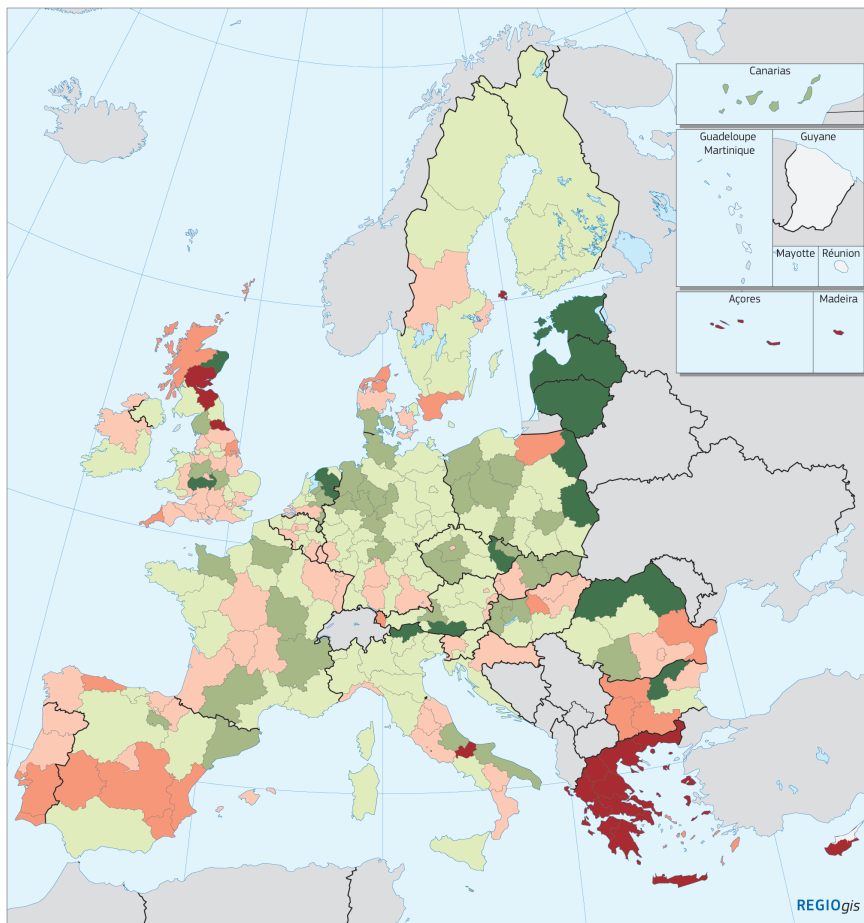 Canarias
Guadeloupe
Martinique
Guyane
Mayotte
Réunion
Açores
Madeira
REGIOgis